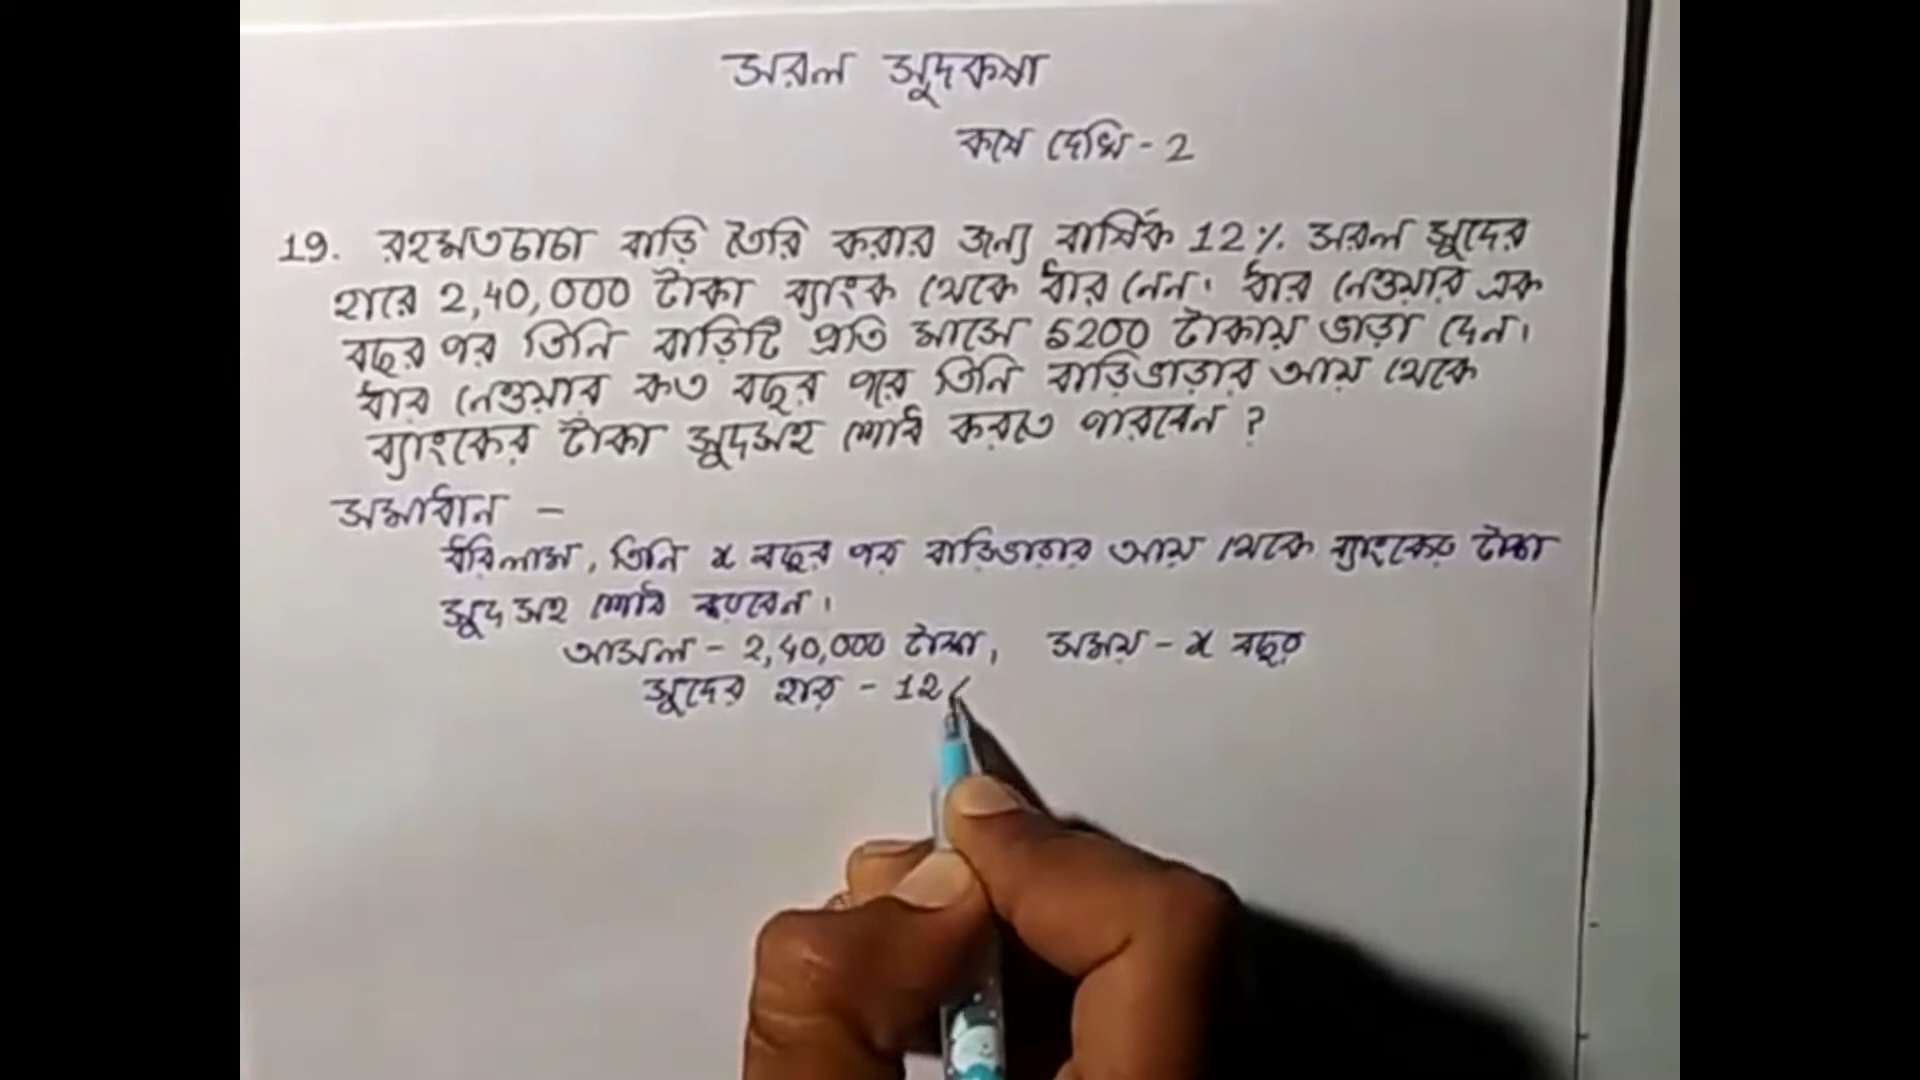 সরল সুদকষা
কষে দেখি - 2
19. রহমতচাচা বাড়ি তৈরি করার জন্য বার্ষিক 12% সরল সুদের
হারে 2,40,000 টাকা ব্যাংক থেকে ধার নেন। ধার নেওয়ার এক
বছর পর তিনি বাড়িটি প্রতি মাসে 5200 টাকায় ভাড়া দেন।
ধার নেওয়ার কত বছর পরে তিনি বাড়িভাড়ার আয় থেকে
ব্যাংকের টাকা সুদসহ শোধ করতে পারবেন ?
সমাধান -
ধরিলাম, তিনি x বছর পর বাড়িভাড়ার আয় থেকে ব্যাংকের টাকা
সুদসহ শোধ করবেন।
আসল - 2,40,000 টাকা, সময় - x বছর
সুদের হার - 12